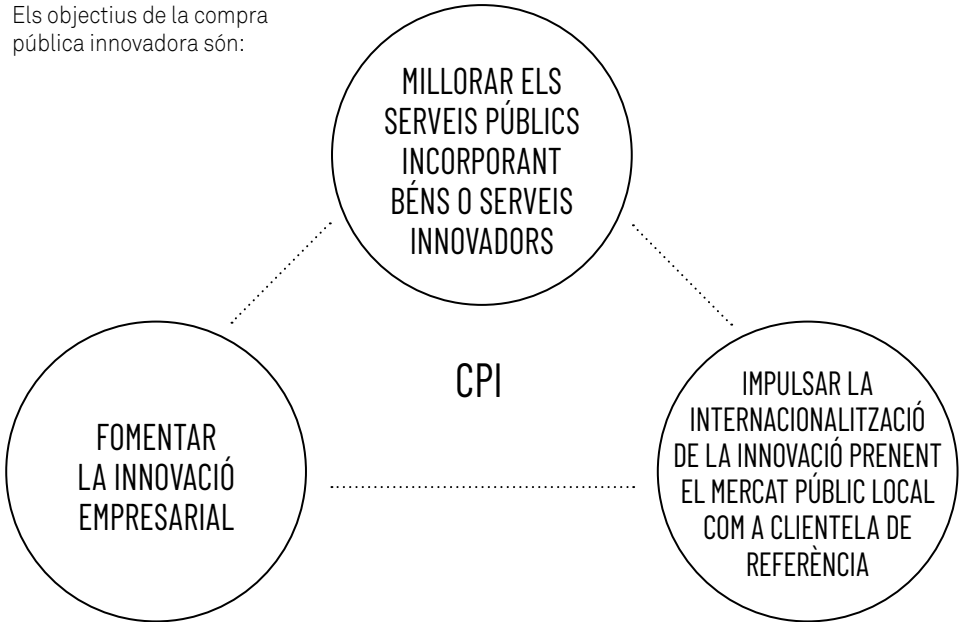 Els objectius de la compra
pública innovadora són:
MILLORAR ELS
SERVEIS PÚBLICS
INCORPORANT
BÉNS O SERVEIS
INNOVADORS
CPI
FOMENTAR
LA INNOVACIÓ
EMPRESARIAL
IMPULSAR LA
INTERNACIONALITZACIÓ
DE LA INNOVACIÓ PRENENT
EL MERCAT PÚBLIC LOCAL
COM A CLIENTELA DE
REFERÈNCIA